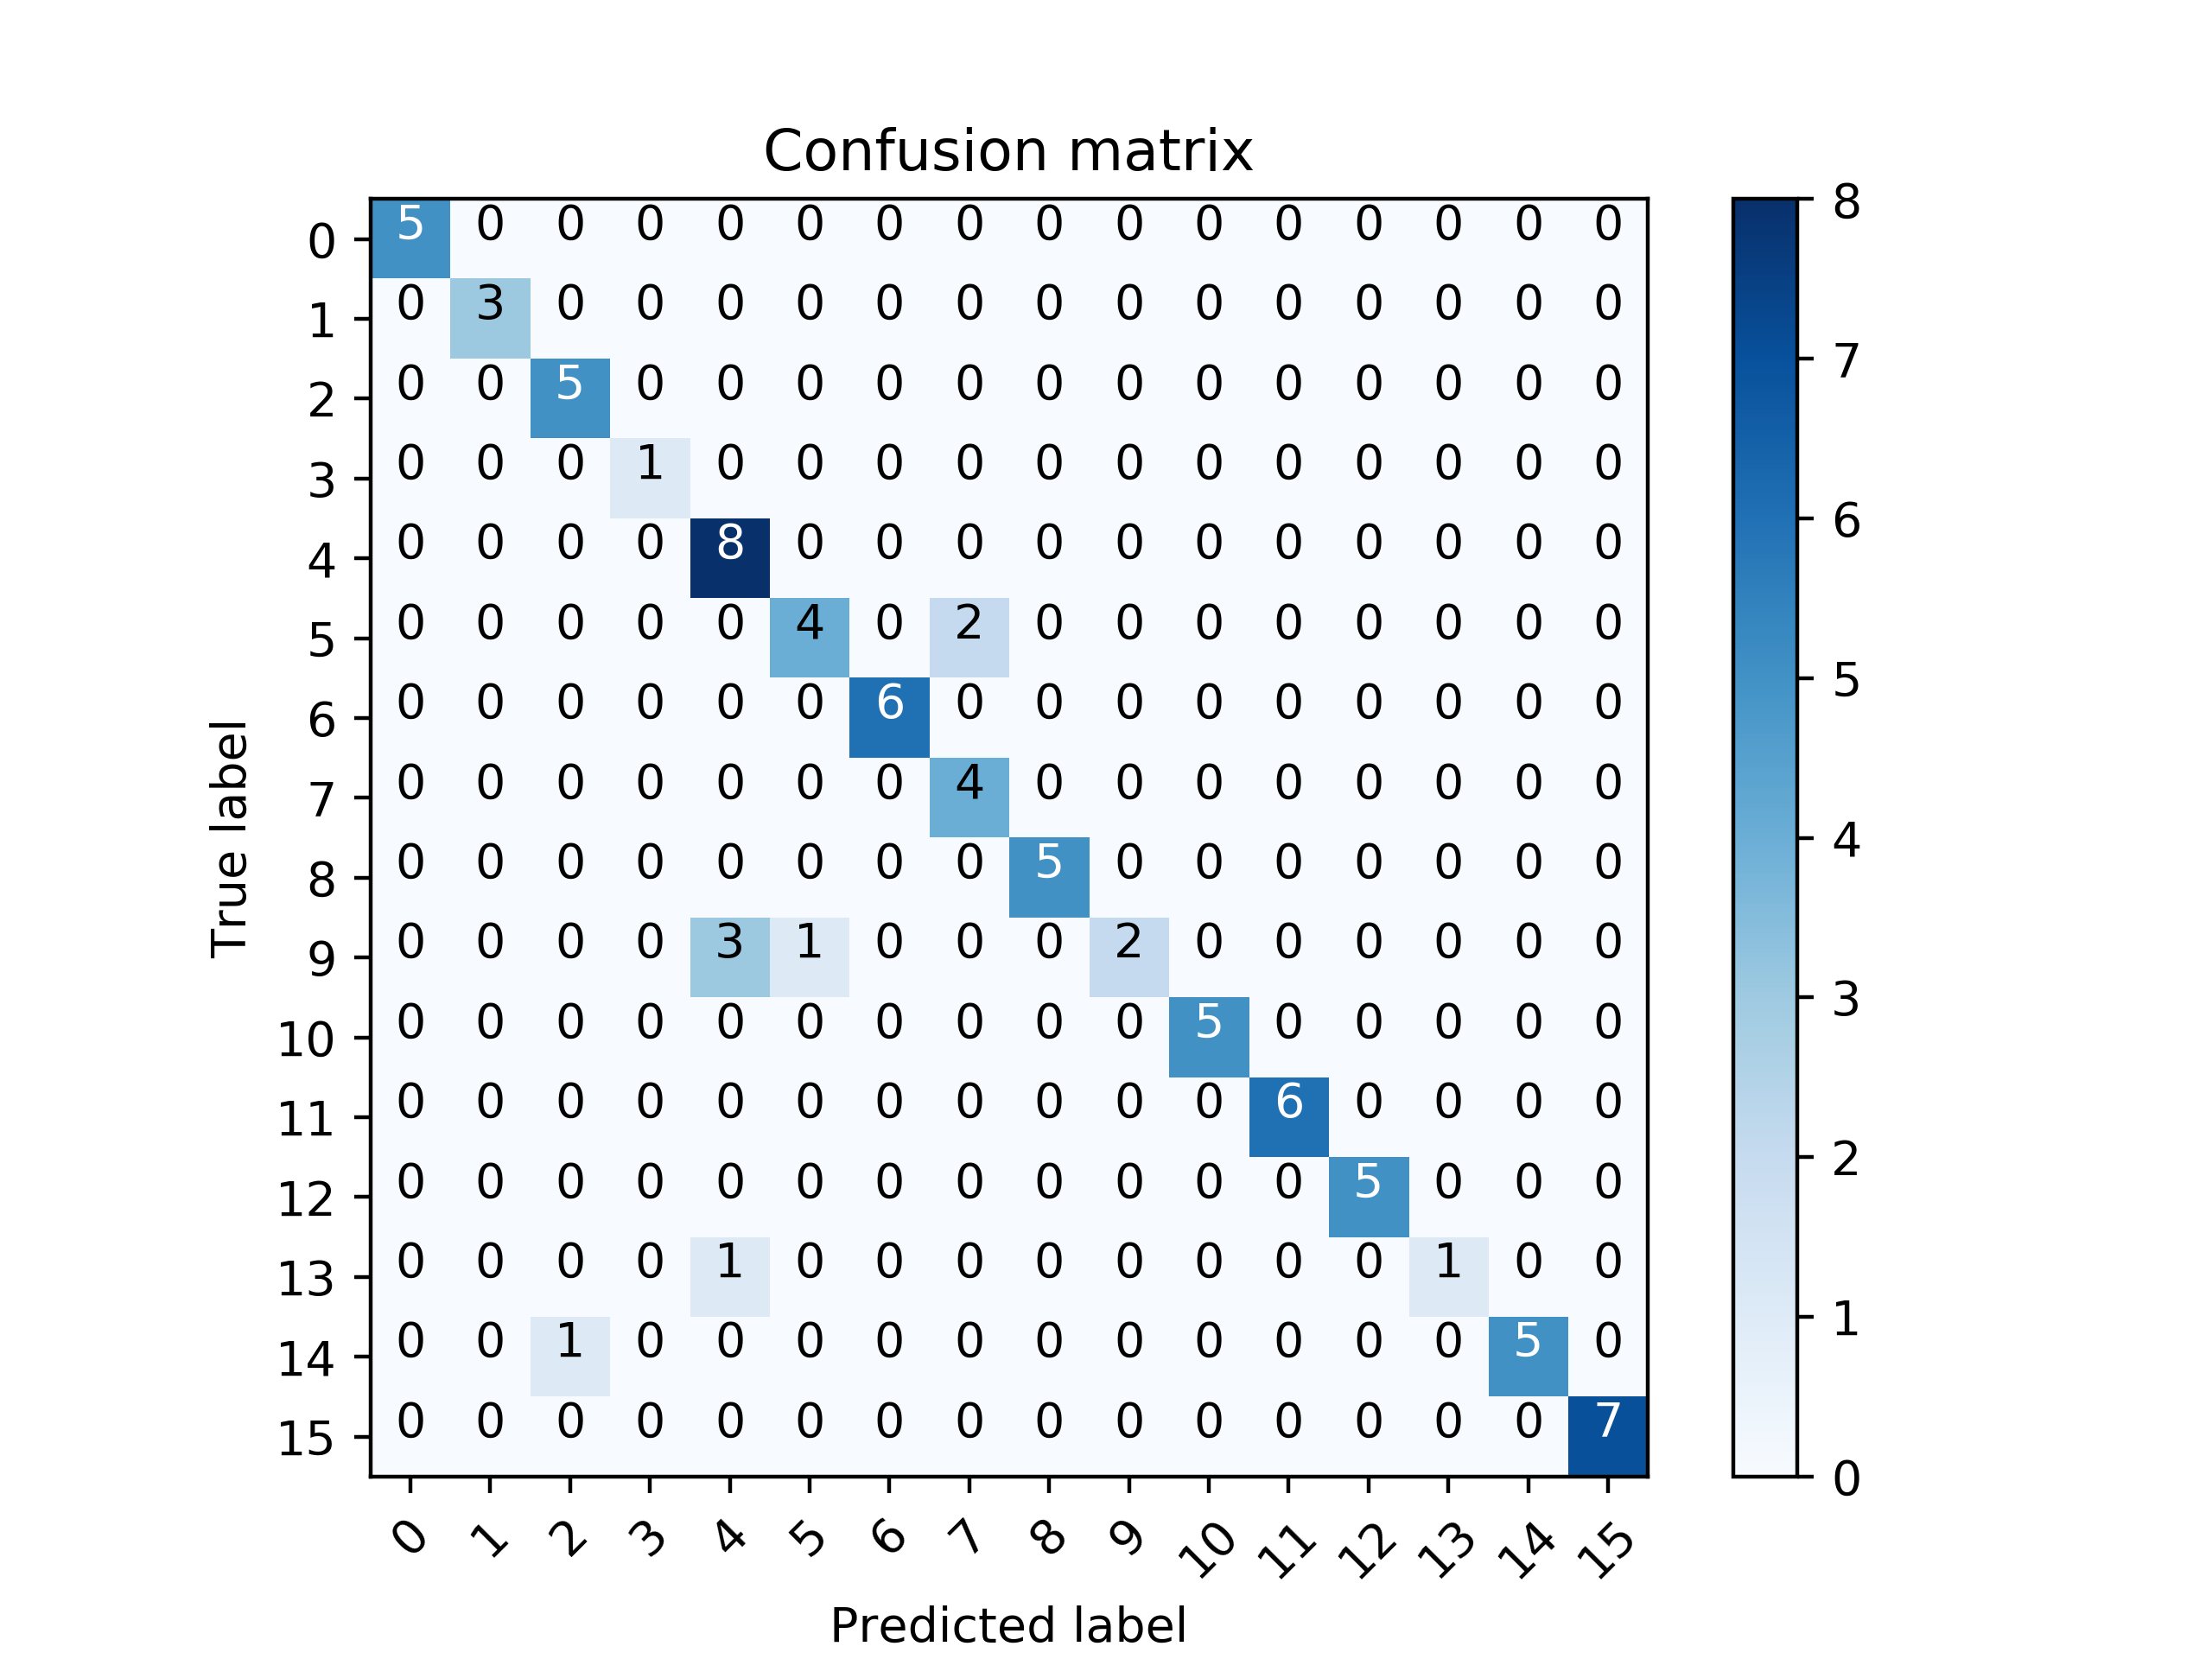 Confusion matrix
0 5 0 0 0 0 0 0 0 0 0 0 0 0 0 0 0
1 0 3 0 0 0 0 0 0 0 0 0 0 0 0 0 0
2 0 0 5 0 0 0 0 0 0 0 0 0 0 0 0 0
3 0 0 0 1 0 0 0 0 0 0 0 0 0 0 0 0
4 0 0 0 0 8 0 0 0 0 0 0 0 0 0 0 0
5 0 0 0 0 0 4 0 2 0 0 0 0 0 0 0 0
6 0 0 0 0 0 0 6 0 0 0 0 0 0 0 0 0
7 0 0 0 0 0 0 0 4 0 0 0 0 0 0 0 0
8 0 0 0 0 0 0 0 0 5 0 0 0 0 0 0 0
9 0 0 0 0 3 1 0 0 0 2 0 0 0 0 0 0
10 0 0 0 0 0 0 0 0 0 0 5 0 0 0 0 0
11 0 0 0 0 0 0 0 0 0 0 0 6 0 0 0 0
12 0 0 0 0 0 0 0 0 0 0 0 0 5 0 0 0
13 0 0 0 0 1 0 0 0 0 0 0 0 0 1 0 0
14 0 0 1 0 0 0 0 0 0 0 0 0 0 0 5 0
15 0 0 0 0 0 0 0 0 0 0 0 0 0 0 0 7
0 1 2 3 4 5 6 7 8 9 10 11 12 13 14 15
Predicted label
True label
8
7
6
5
4
3
2
1
0